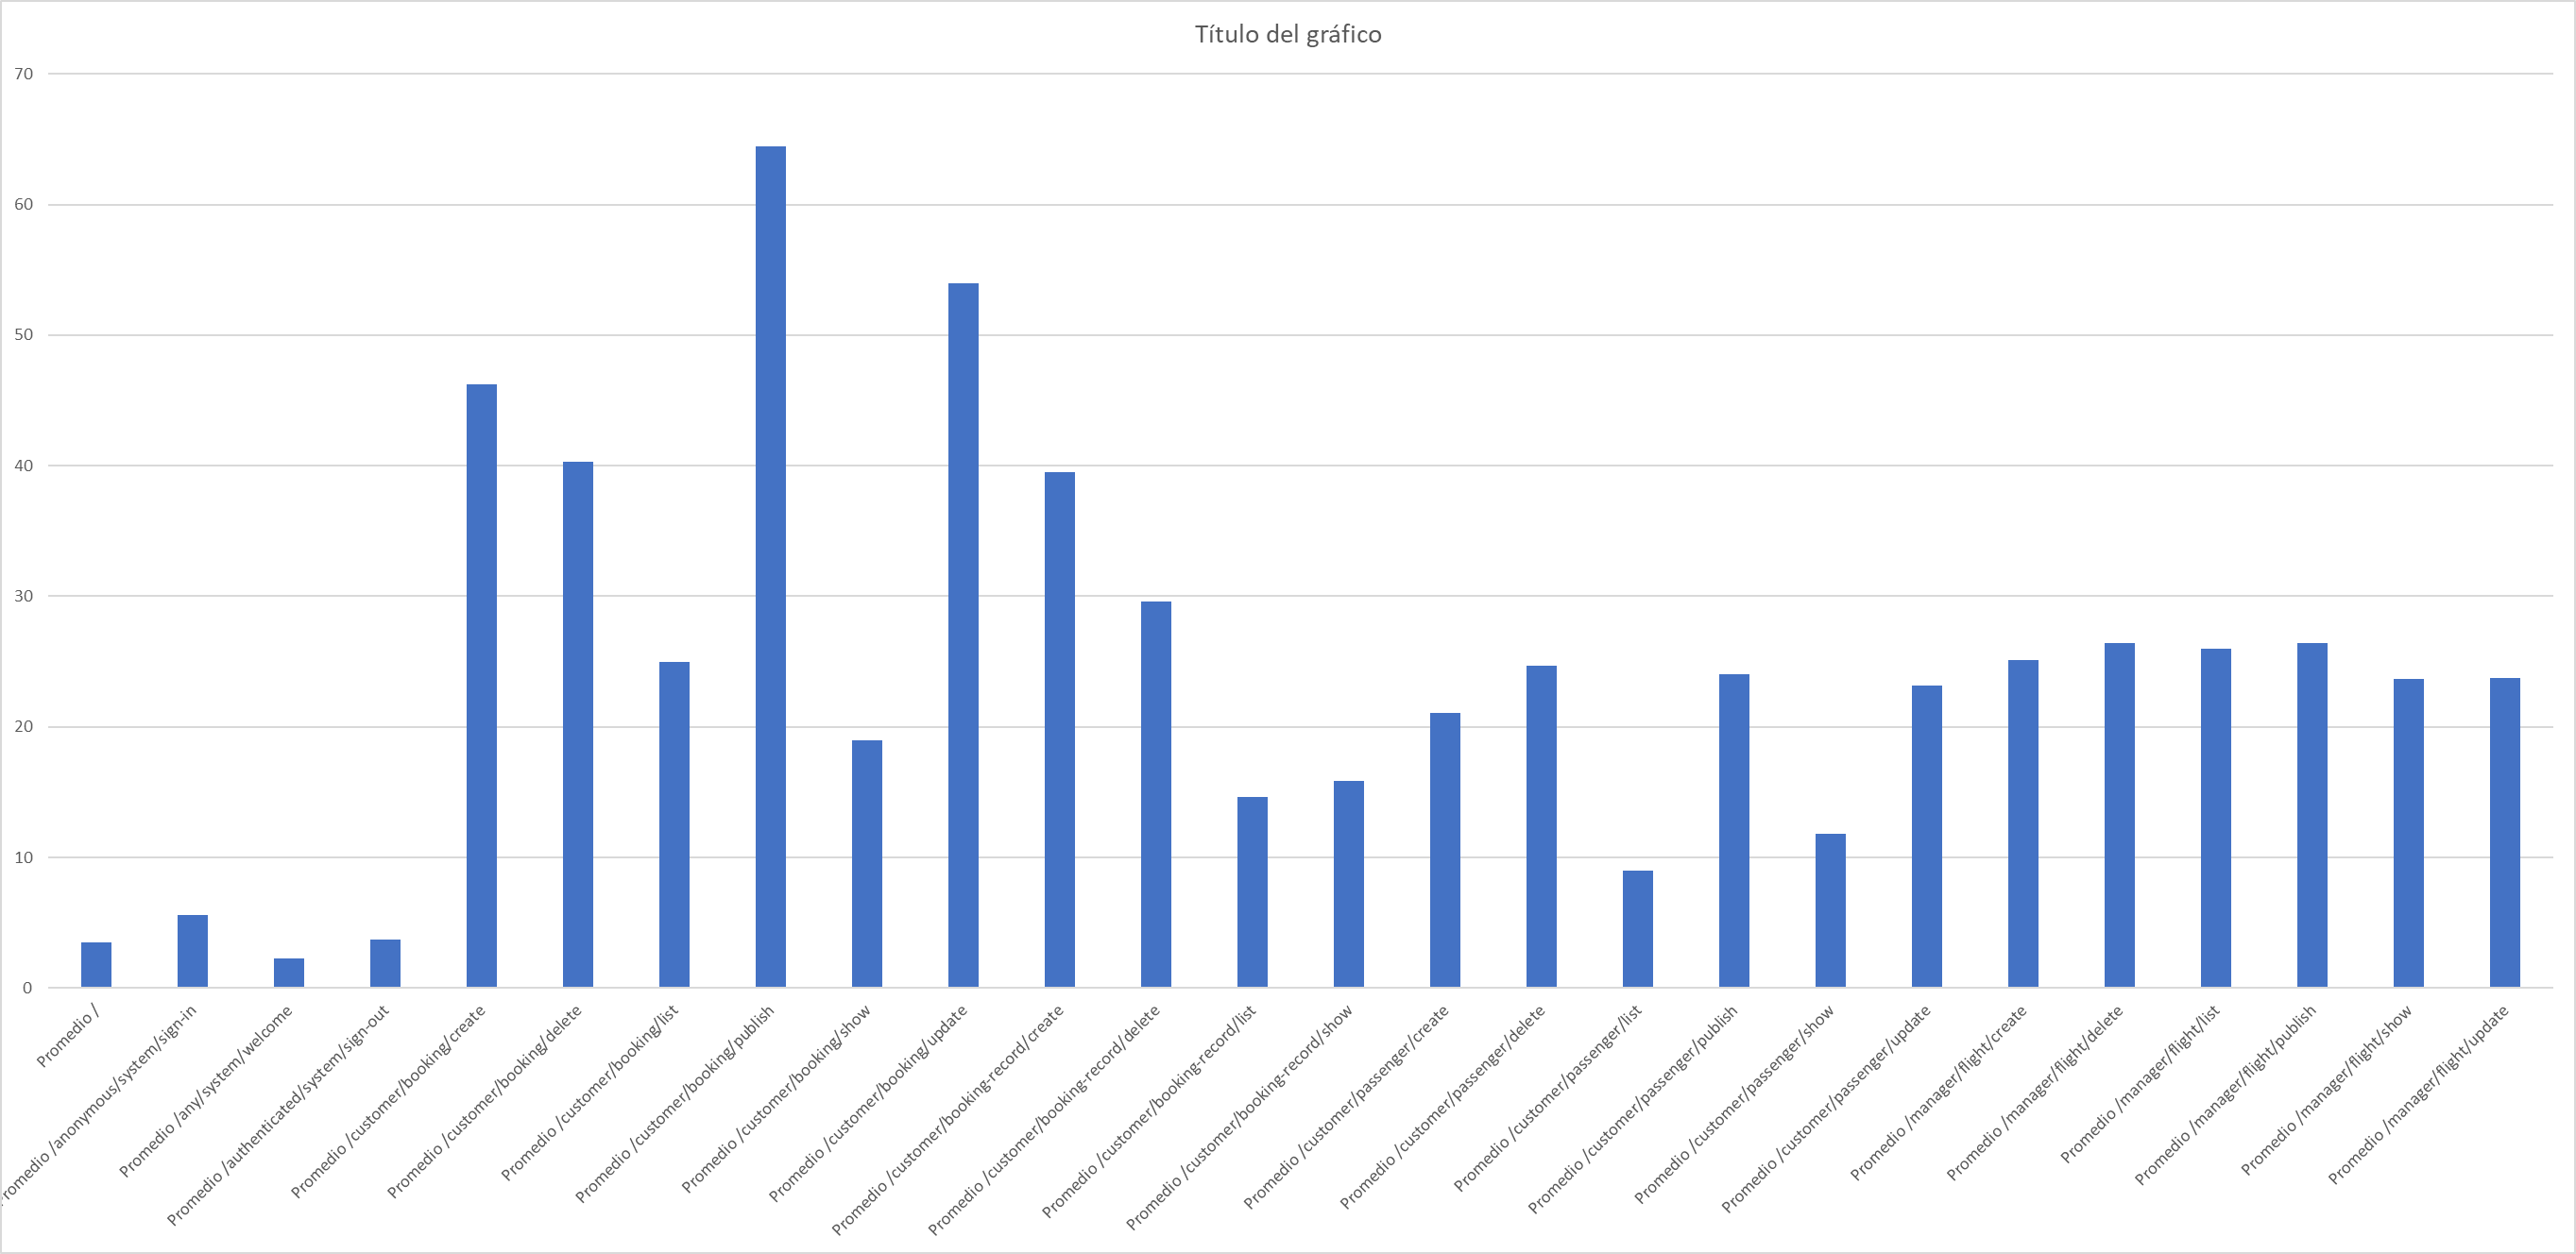 Título del gráfico
70
60
50
40
30
20
10
0
Promedio /
Promedio /anonymous/system/sign-in
Promedio /any/system/welcome
Promedio /authenticated/system/sign-out
Promedio /customer/booking/create
Promedio /customer/booking/delete
Promedio /customer/booking/list
Promedio /customer/booking/publish
Promedio /customer/booking/show
Promedio /customer/booking/update
Promedio /customer/booking-record/create
Promedio /customer/booking-record/delete
Promedio /customer/booking-record/list
Promedio /customer/booking-record/show
Promedio /customer/passenger/create
Promedio /customer/passenger/delete
Promedio /customer/passenger/list
Promedio /customer/passenger/publish
Promedio /customer/passenger/show
Promedio /customer/passenger/update
Promedio /manager/flight/create
Promedio /manager/flight/delete
Promedio /manager/flight/list
Promedio /manager/flight/publish
Promedio /manager/flight/show
Promedio /manager/flight/update